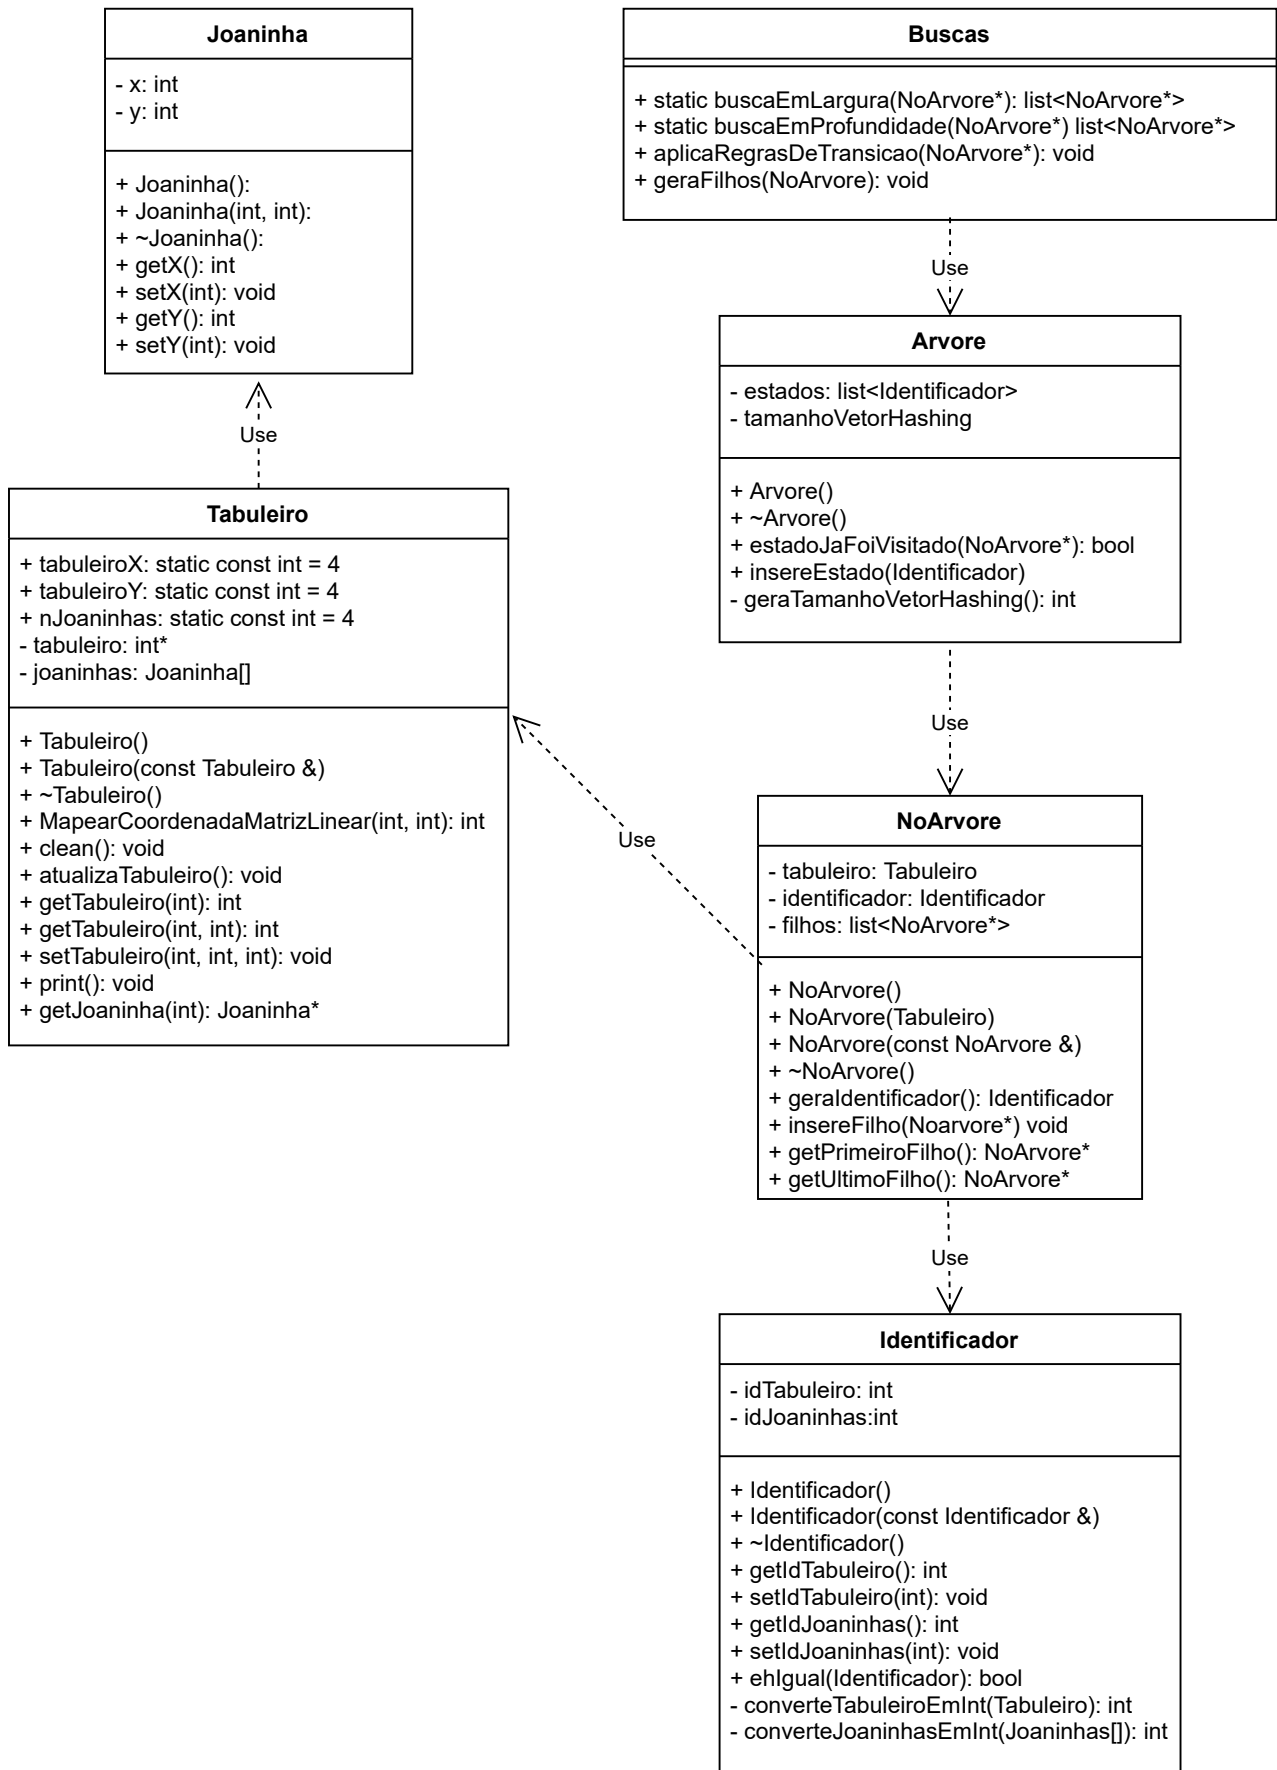 Joaninha
- x: int
- y: int
+ Joaninha():
+ Joaninha(int, int):
+ ~Joaninha():
+ getX(): int
+ setX(int): void
+ getY(): int
+ setY(int): void
Use
Tabuleiro
+ tabuleiroX: static const int = 4
+ tabuleiroY: static const int = 4
+ nJoaninhas: static const int = 4
- tabuleiro: int*
- joaninhas: Joaninha[]
+ Tabuleiro()
+ Tabuleiro(const Tabuleiro &)
+ ~Tabuleiro()
+ MapearCoordenadaMatrizLinear(int, int): int
+ clean(): void
+ atualizaTabuleiro(): void
+ getTabuleiro(int): int
+ getTabuleiro(int, int): int
+ setTabuleiro(int, int, int): void
+ print(): void
+ getJoaninha(int): Joaninha*
Buscas
+ static buscaEmLargura(NoArvore*): list<NoArvore*>
+ static buscaEmProfundidade(NoArvore*) list<NoArvore*>
+ aplicaRegrasDeTransicao(NoArvore*): void
+ geraFilhos(NoArvore): void
Use
Arvore
- estados: list<Identificador>
- tamanhoVetorHashing
+ Arvore()
+ ~Arvore()
+ estadoJaFoiVisitado(NoArvore*): bool
+ insereEstado(Identificador)
- geraTamanhoVetorHashing(): int
Use
Use
NoArvore
- tabuleiro: Tabuleiro
- identificador: Identificador
- filhos: list<NoArvore*>
+ NoArvore()
+ NoArvore(Tabuleiro)
+ NoArvore(const NoArvore &)
+ ~NoArvore()
+ geraIdentificador(): Identificador
+ insereFilho(Noarvore*) void
+ getPrimeiroFilho(): NoArvore*
+ getUltimoFilho(): NoArvore*
Use
Identificador
- idTabuleiro: int
- idJoaninhas:int
+ Identificador()
+ Identificador(const Identificador &)
+ ~Identificador()
+ getIdTabuleiro(): int
+ setIdTabuleiro(int): void
+ getIdJoaninhas(): int
+ setIdJoaninhas(int): void
+ ehIgual(Identificador): bool
- converteTabuleiroEmInt(Tabuleiro): int
- converteJoaninhasEmInt(Joaninhas[]): int